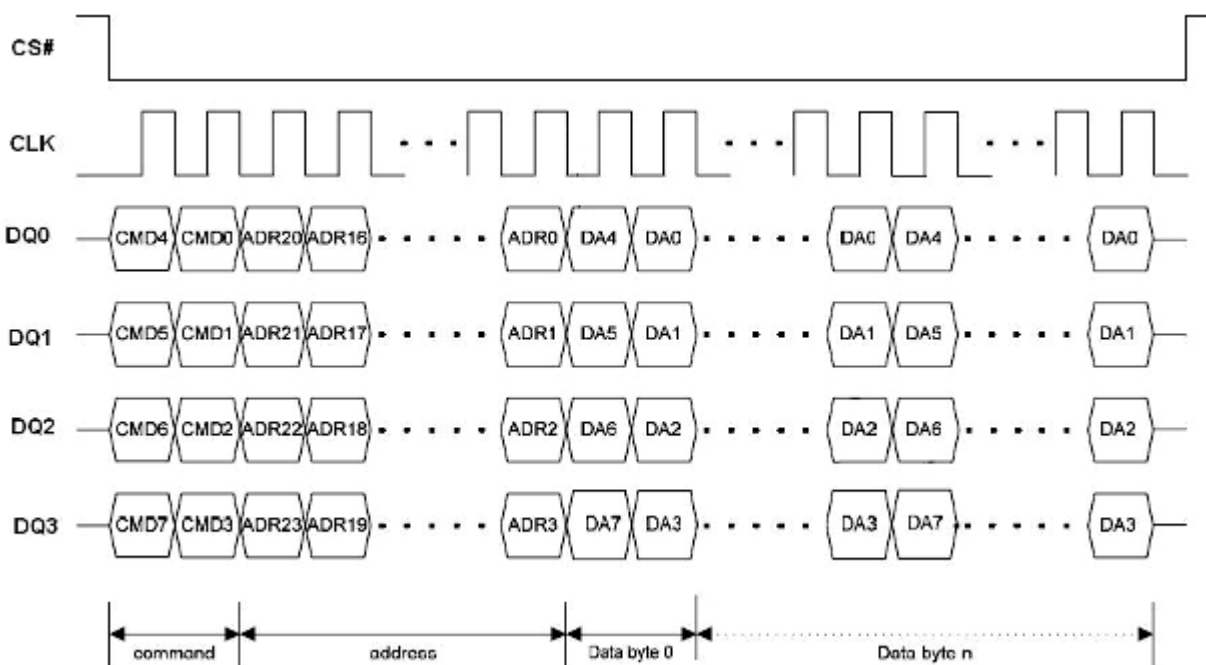 CS#
CLK
DQ0 CMD4 CMD0 ADR20 ADR16 ADR0 DA4 DA0 DA0 DA4 DA0
DQ1 CMD5 CMD1 ADR21 ADR17 ADR1 DA5 DA1 DA1 DA5 DA1
DQ2 CMD6 CMD2 ADR22 ADR18 ADR2 DA6 DA2 DA2 DA6 DA2
DQ3 CMD7 CMD3 ADR23 ADR19 ADR3 DA7 DA3 DA3 DA7 DA3
command address Data byte 0 Data byte n